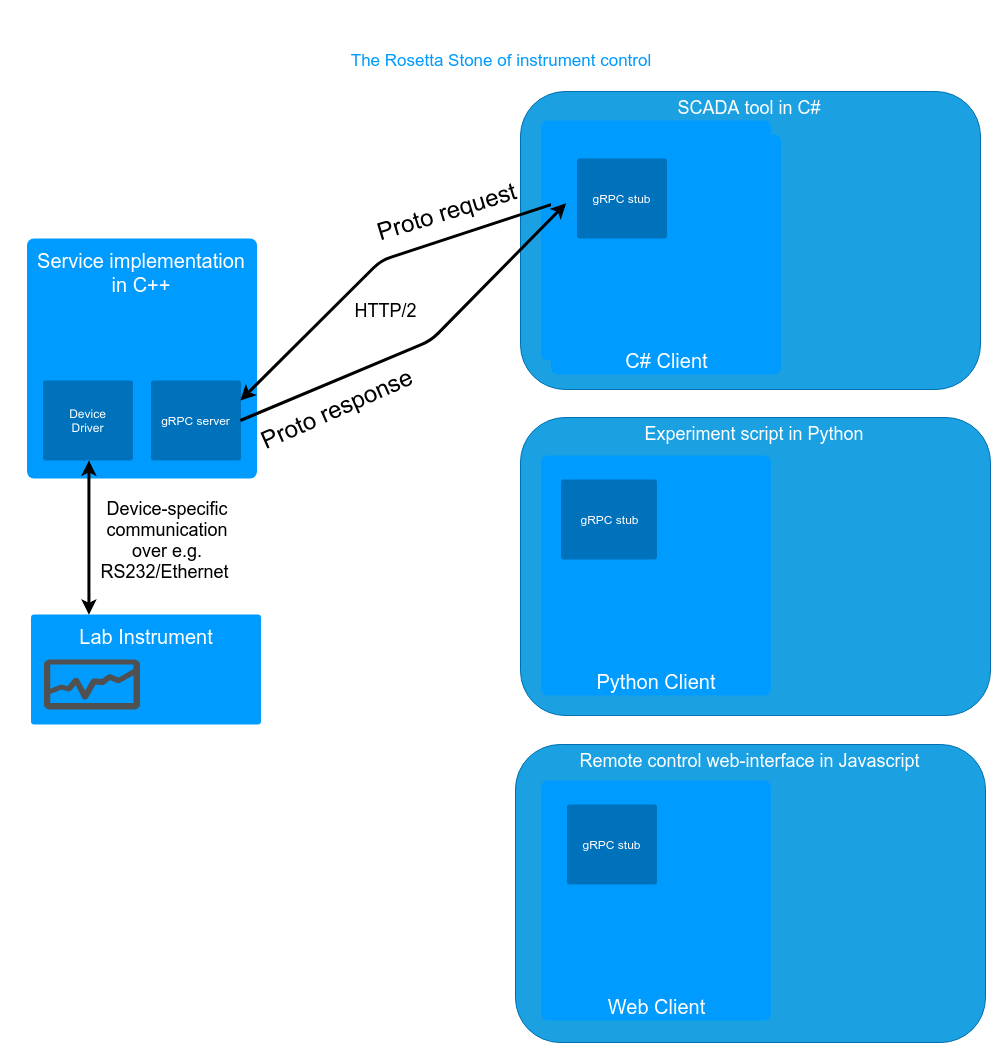 The Rosetta Stone of instrument control
SCADA tool in C#
gRPC stub
C# Client
Proto request
HTTP/2
Proto response
Service implementation
in C++
Device
Driver
gRPC server
Device-specific
communication
over e.g.
RS232/Ethernet
Lab Instrument
Experiment script in Python
gRPC stub
Python Client
Remote control web-interface in Javascript
gRPC stub
Web Client